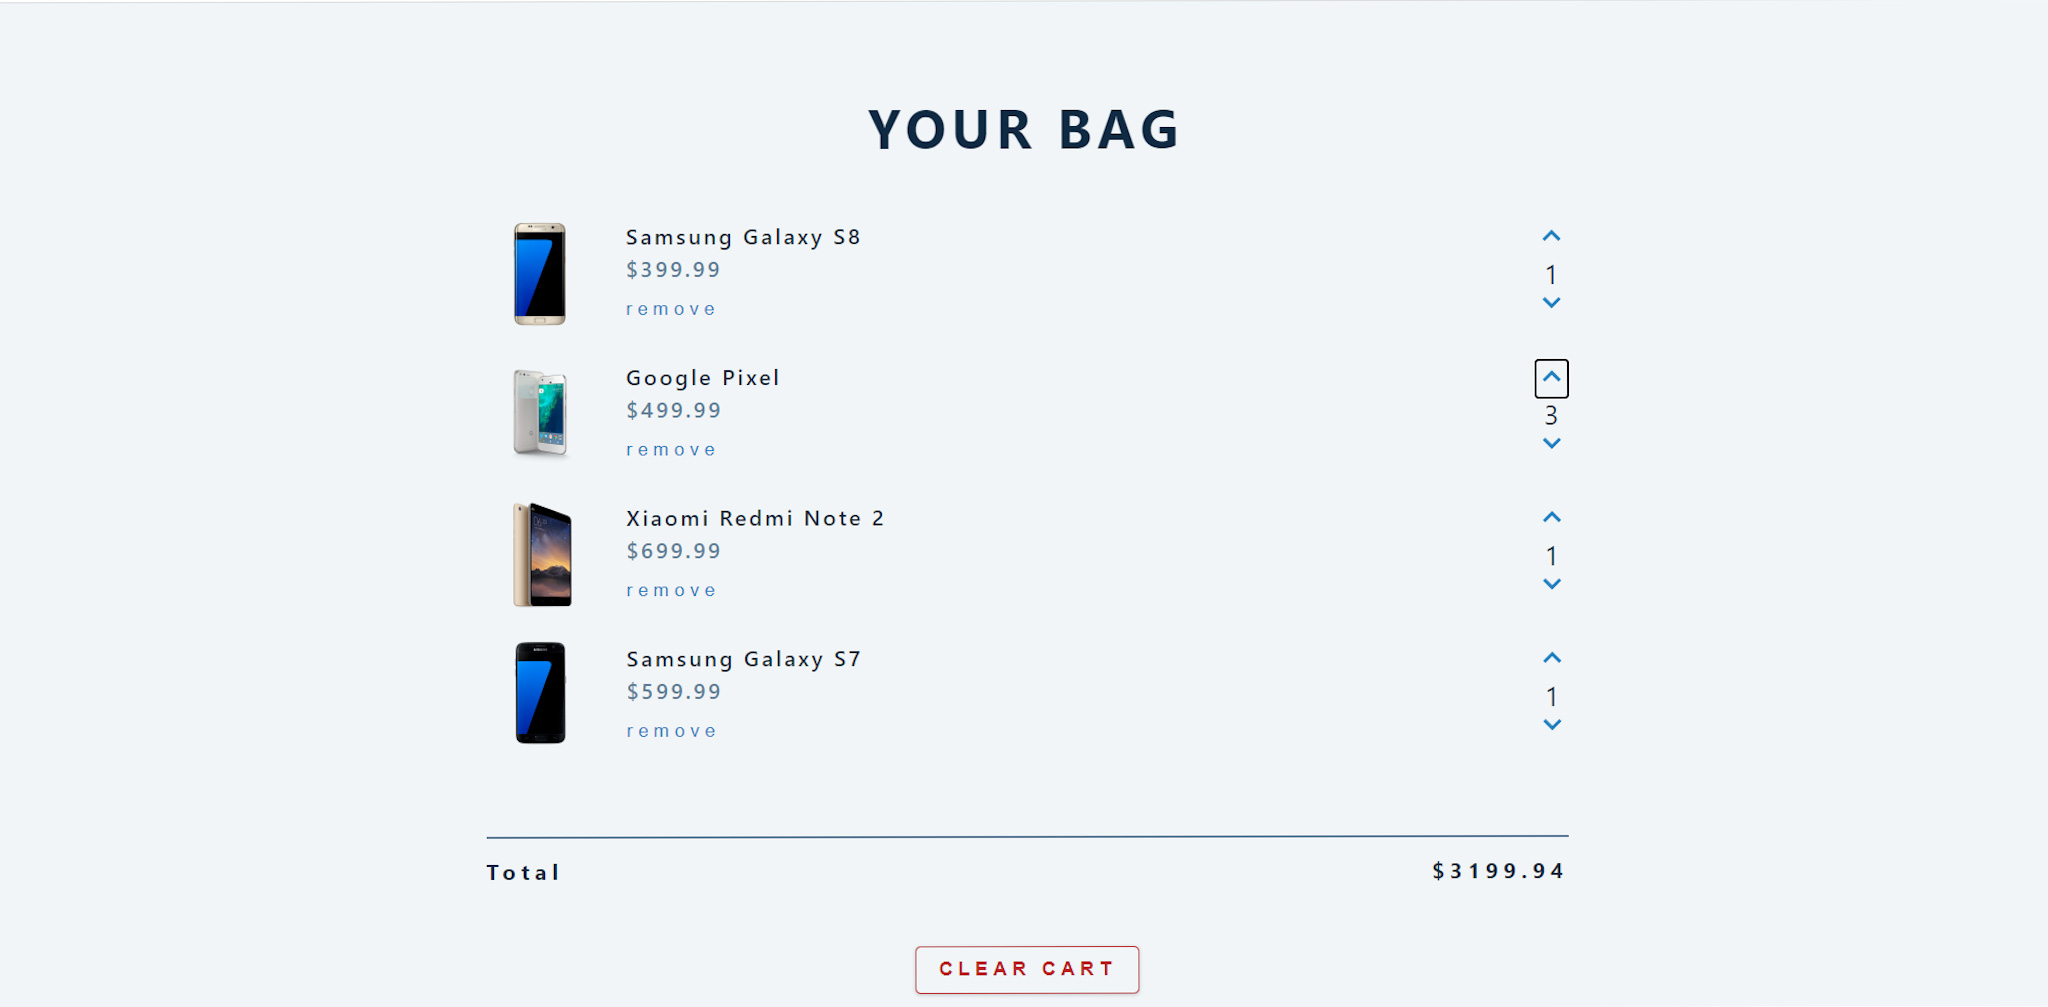 YOUR BAG
Samsung Galaxy S8
$399.99
remove
1
Google Pixel
$499.99
remove
3
Xiaomi Redmi Note 2
$699.99
remove
1
Samsung Galaxy S7
$599.99
remove
1
Total $3199.94
CLEAR CART